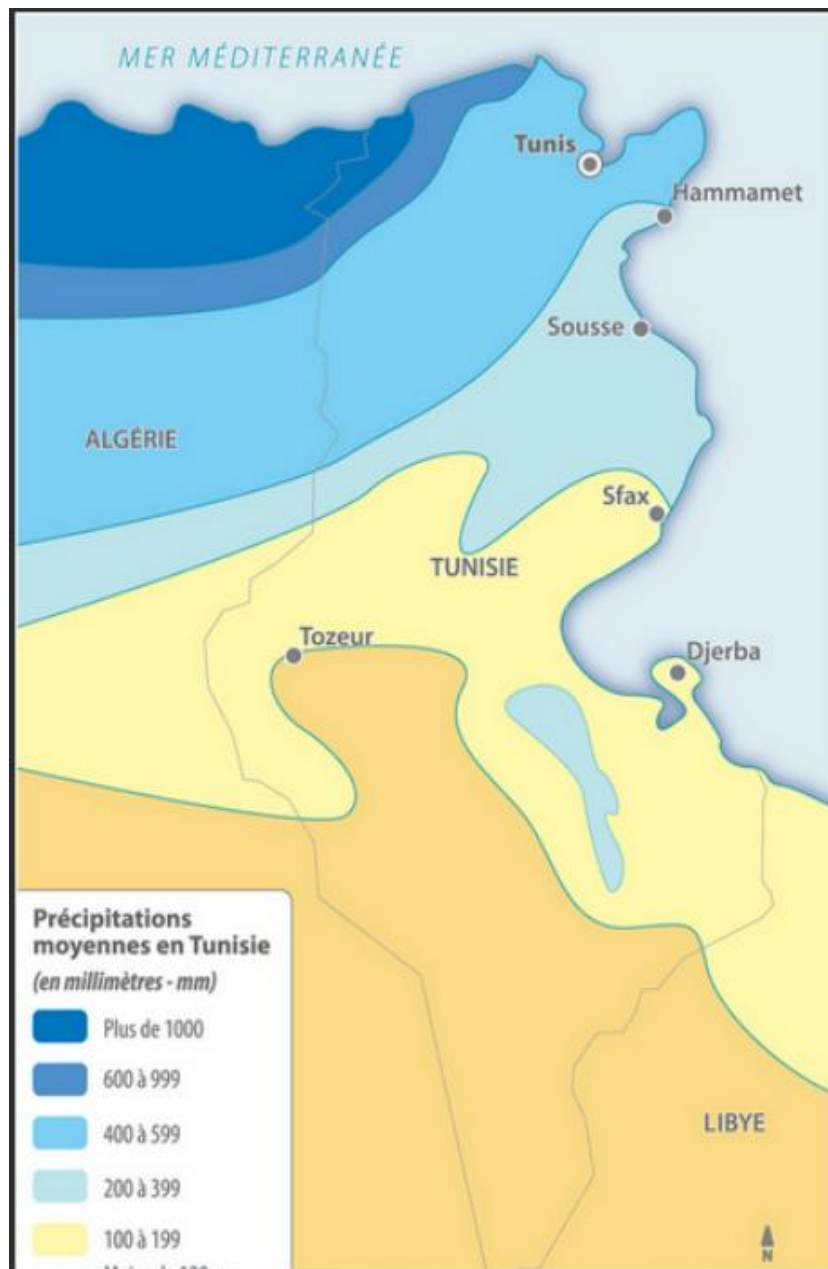 MER MÉDITERRANÉE
Tunis
Hammamet
Sousse
ALGÉRIE
Sfax
TUNISIE
Tozeur
Djerba
Précipitations
moyennes en Tunisie
(en millimètres - mm)
Plus de 1000
600 à 999
400 à 599
LIBYE
200 à 399
100 à 199
N